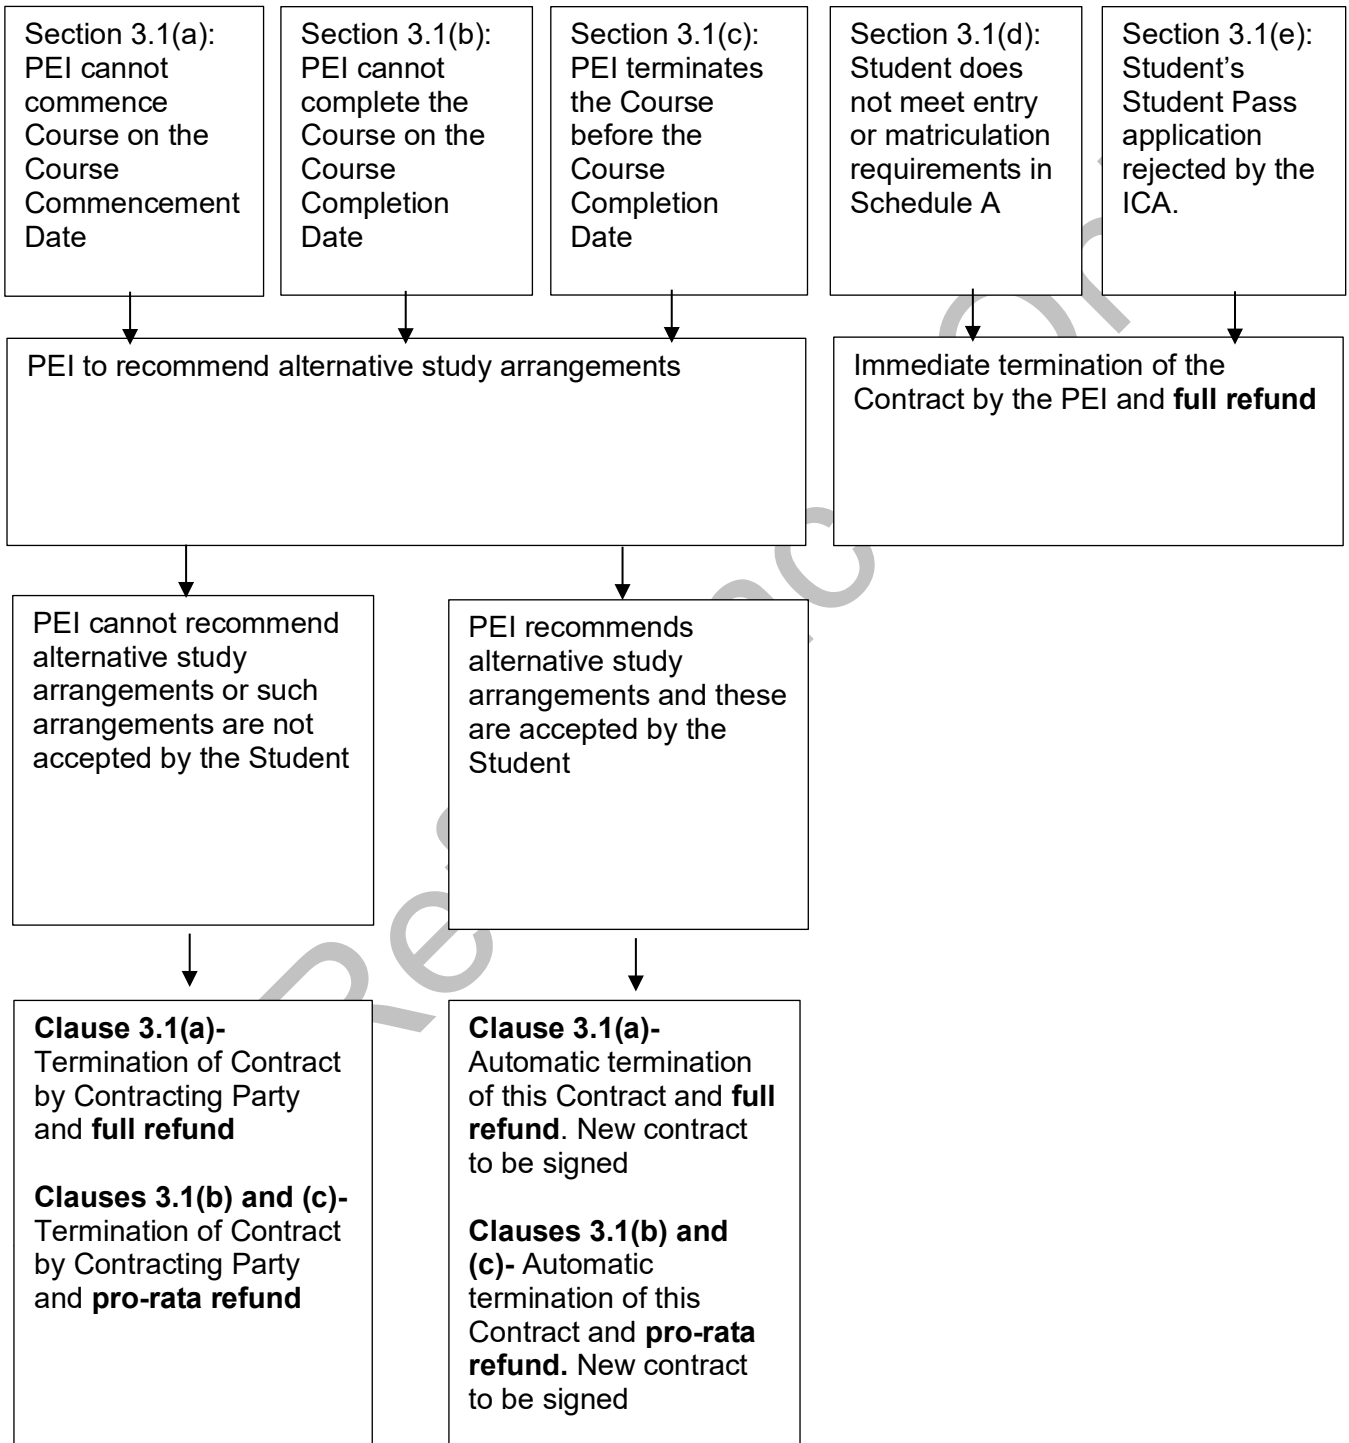 Section 3.1(a):
PEI cannot
commence
Course on the
Course
Commencement
Date
Section 3.1(b):
PEI cannot
complete the
Course on the
Course
Completion
Date
Section 3.1(c):
PEI terminates
the Course
before the
Course
Completion
Date
Section 3.1(d):
Student does
not meet entry
or matriculation
requirements in
Schedule A
Section 3.1(e):
Student’s
Student Pass
application
rejected by the
ICA.
PEI to recommend alternative study arrangements
Immediate termination of the
Contract by the PEI and full refund
PEI cannot recommend
alternative study
arrangements or such
arrangements are not
accepted by the Student
PEI recommends
alternative study
arrangements and these
are accepted by the
Student
Clause 3.1(a)-
Termination of Contract
by Contracting Party
and full refund
Clauses 3.1(b) and (c)-
Termination of Contract
by Contracting Party
and pro-rata refund
Clause 3.1(a)-
Automatic termination
of this Contract and full
refund. New contract
to be signed
Clauses 3.1(b) and
(c)- Automatic
termination of this
Contract and pro-rata
refund. New contract
to be signed